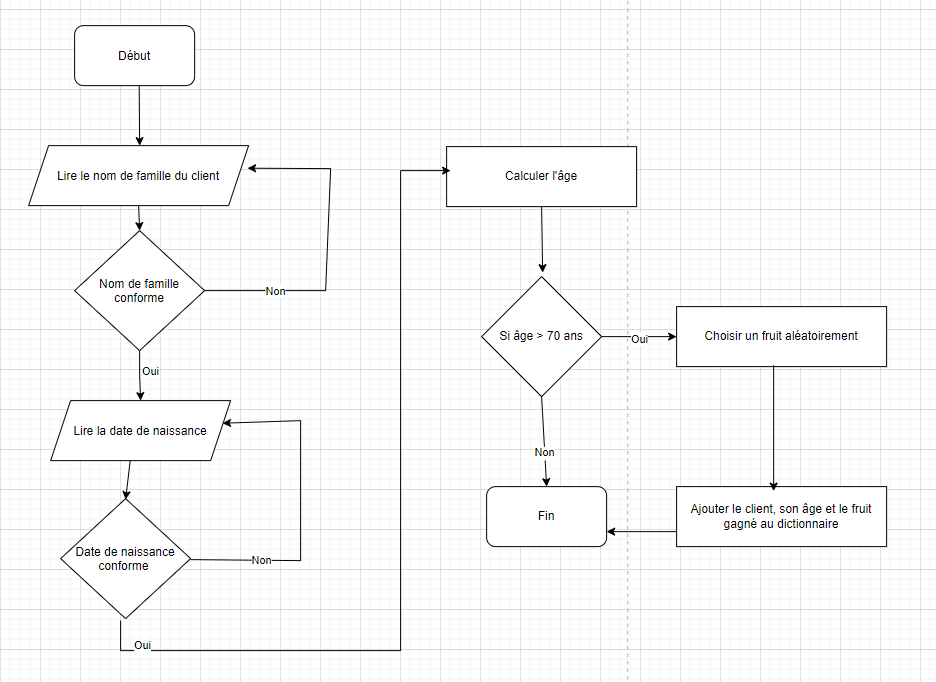 Début
Lire le nom de famille du client
Nom de famille
conforme
Non
Oui
Lire la date de naissance
Date de naissance
conforme
Non
Oui
Calculer l'âge
Si âge > 70 ans
Oui
Choisir un fruit aléatoirement
Non
Ajouter le client, son âge et le fruit
gagné au dictionnaire
Fin